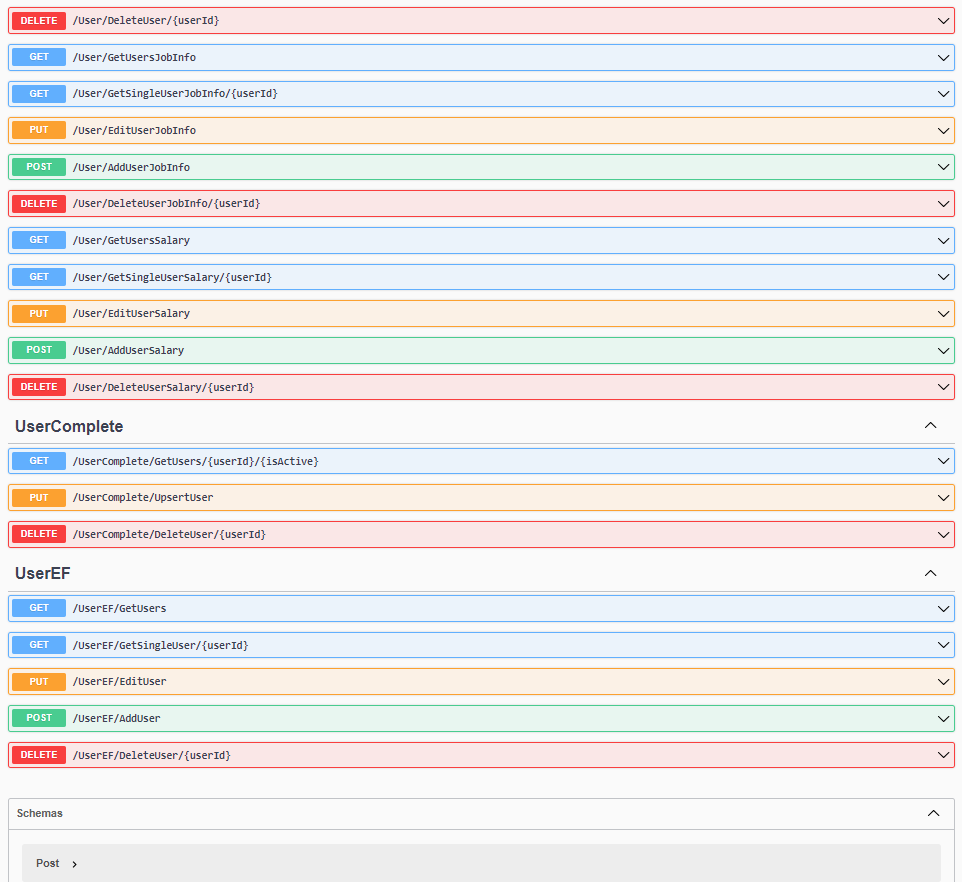 DELETE /User/DeleteUser/{userId}
GET /User/GetUsersJobInfo
GET /User/GetSingleUserJobInfo/{userId}
PUT /User/EditUserJobInfo
POST /User/AddUserJobInfo
DELETE /User/DeleteUserJobInfo/{userId}
GET /User/GetUsersSalary
GET /User/GetSingleUserSalary/{userId}
PUT /User/EditUserSalary
POST /User/AddUserSalary
DELETE /User/DeleteUserSalary/{userId}
UserComplete
GET /UserComplete/GetUsers/{userId}/{isActive}
PUT /UserComplete/UpsertUser
DELETE /UserComplete/DeleteUser/{userId}
UserEF
GET /UserEF/GetUsers
GET /UserEF/GetSingleUser/{userId}
PUT /UserEF/EditUser
POST /UserEF/AddUser
DELETE /UserEF/DeleteUser/{userId}
Schemas
Post